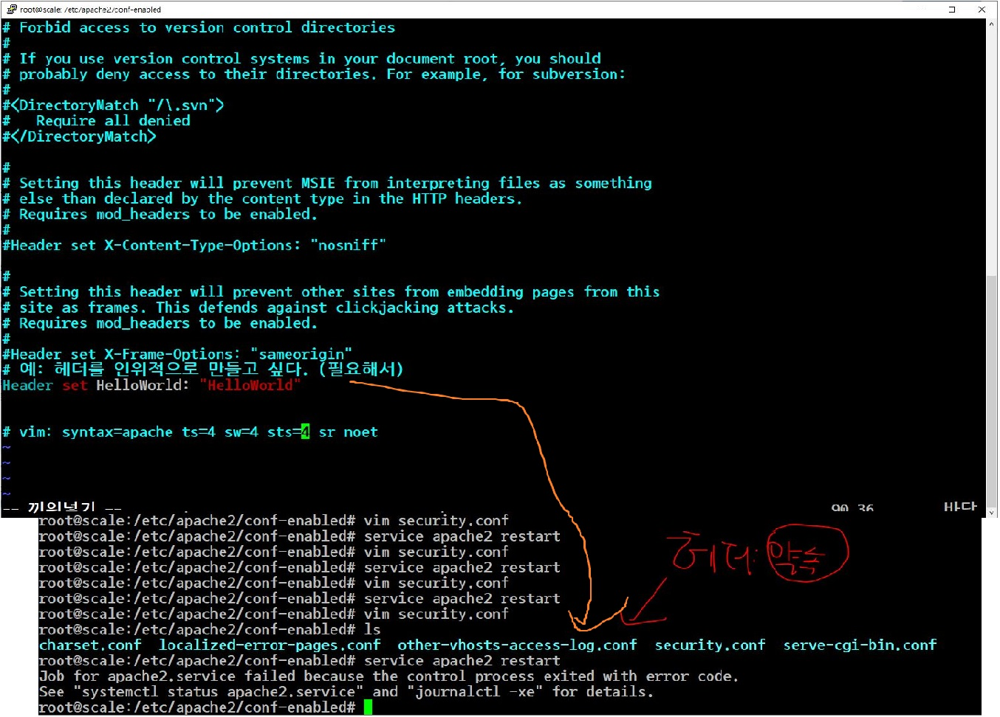 root@scale: /etc/apache2/conf-enabled
# Forbid access to version control directories
#
# If you use version control systems in your document root, you should
# probably deny access to their directories. For example, for subversion:
#
#<DirectoryMatch "/\.svn">
#   Require all denied
#</DirectoryMatch>
#
# Setting this header will prevent MSIE from interpreting files as something
# else than declared by the content type in the HTTP headers.
# Requires mod_headers to be enabled.
#
#Header set X-Content-Type-Options: "nosniff"
#
# Setting this header will prevent other sites from embedding pages from this
# site as frames. This defends against clickjacking attacks.
# Requires mod_headers to be enabled.
#
#Header set X-Frame-Options: "sameorigin"
# 예: 헤더를 인위적으로 만들고 싶다. (필요해서)
Header set HelloWorld: "HelloWorld"
# vim: syntax=apache ts=4 sw=4 sts=4 sr noet
~
~
~
~
-- 끼워넣기 -- 90,36 바닥
root@scale:/etc/apache2/conf-enabled# vim security.conf
root@scale:/etc/apache2/conf-enabled# service apache2 restart
root@scale:/etc/apache2/conf-enabled# vim security.conf
root@scale:/etc/apache2/conf-enabled# service apache2 restart
root@scale:/etc/apache2/conf-enabled# vim security.conf
root@scale:/etc/apache2/conf-enabled# service apache2 restart
root@scale:/etc/apache2/conf-enabled# vim security.conf
root@scale:/etc/apache2/conf-enabled# ls
charset.conf  localized-error-pages.conf  other-vhosts-access-log.conf  security.conf  serve-cgi-bin.conf
root@scale:/etc/apache2/conf-enabled# service apache2 restart
Job for apache2.service failed because the control process exited with error code.
See "systemctl status apache2.service" and "journalctl -xe" for details.
root@scale:/etc/apache2/conf-enabled#
헤더: 약속